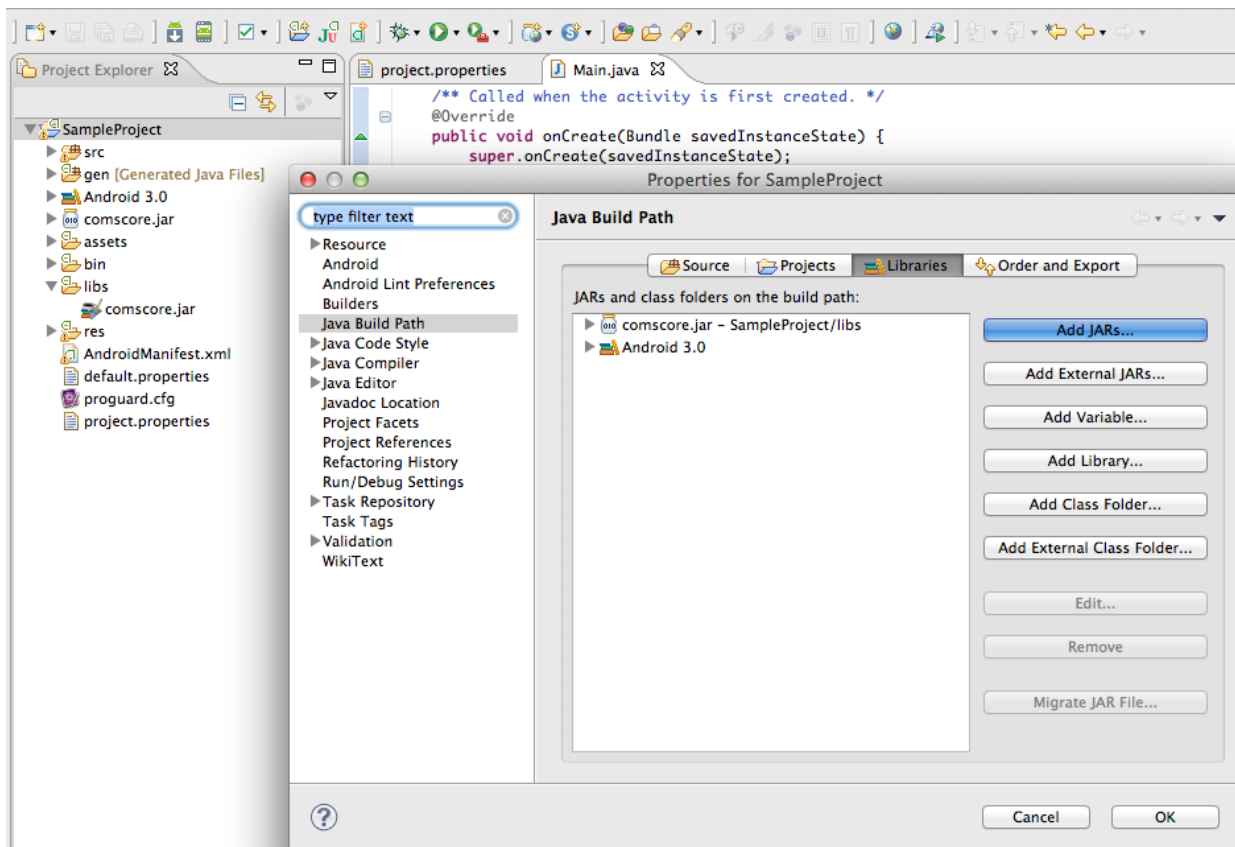 Project Explorer
project.properties
Main.java
/** Called when the activity is first created. */
@Override
public void onCreate(Bundle savedInstanceState) {
super.onCreate(savedInstanceState);
SampleProject
src
gen [Generated Java Files]
Android 3.0
comscore.jar
assets
bin
libs
comscore.jar
res
AndroidManifest.xml
default.properties
proguard.cfg
project.properties
Properties for SampleProject
type filter text
Resource
Android
Android Lint Preferences
Builders
Java Build Path
Java Code Style
Java Compiler
Java Editor
Javadoc Location
Project Facets
Project References
Refactoring History
Run/Debug Settings
Task Repository
Task Tags
Validation
WikiText
Java Build Path
Source
Projects
Libraries
Order and Export
JARs and class folders on the build path:
comscore.jar – SampleProject/libs
Android 3.0
Add JARs...
Add External JARs...
Add Variable...
Add Library...
Add Class Folder...
Add External Class Folder...
Edit...
Remove
Migrate JAR File...
?
Cancel
OK